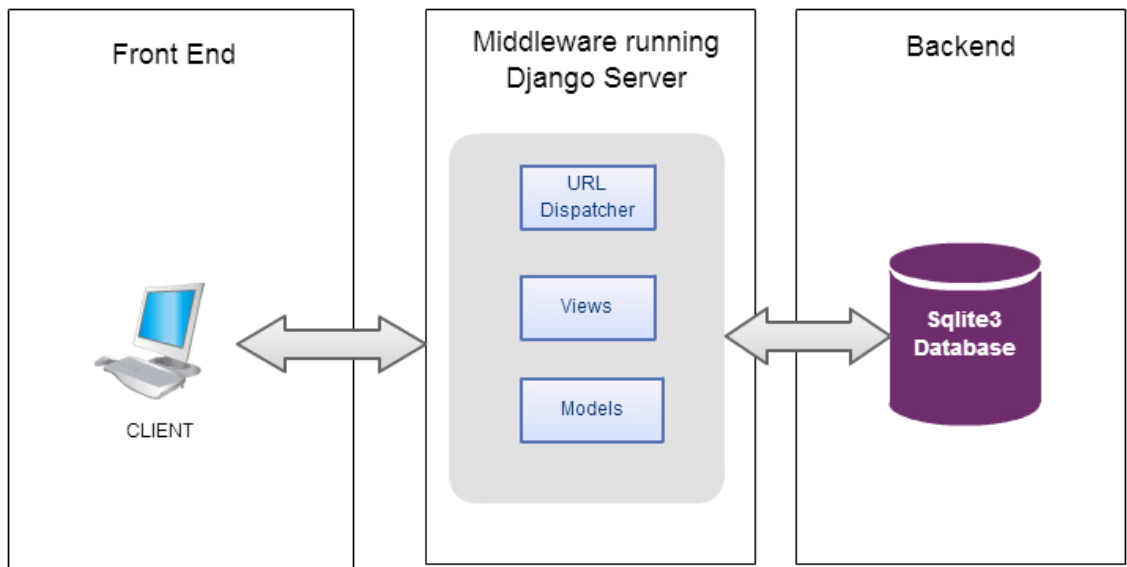 Front End
CLIENT
Middleware running
Django Server
URL
Dispatcher
Views
Models
Backend
Sqlite3
Database